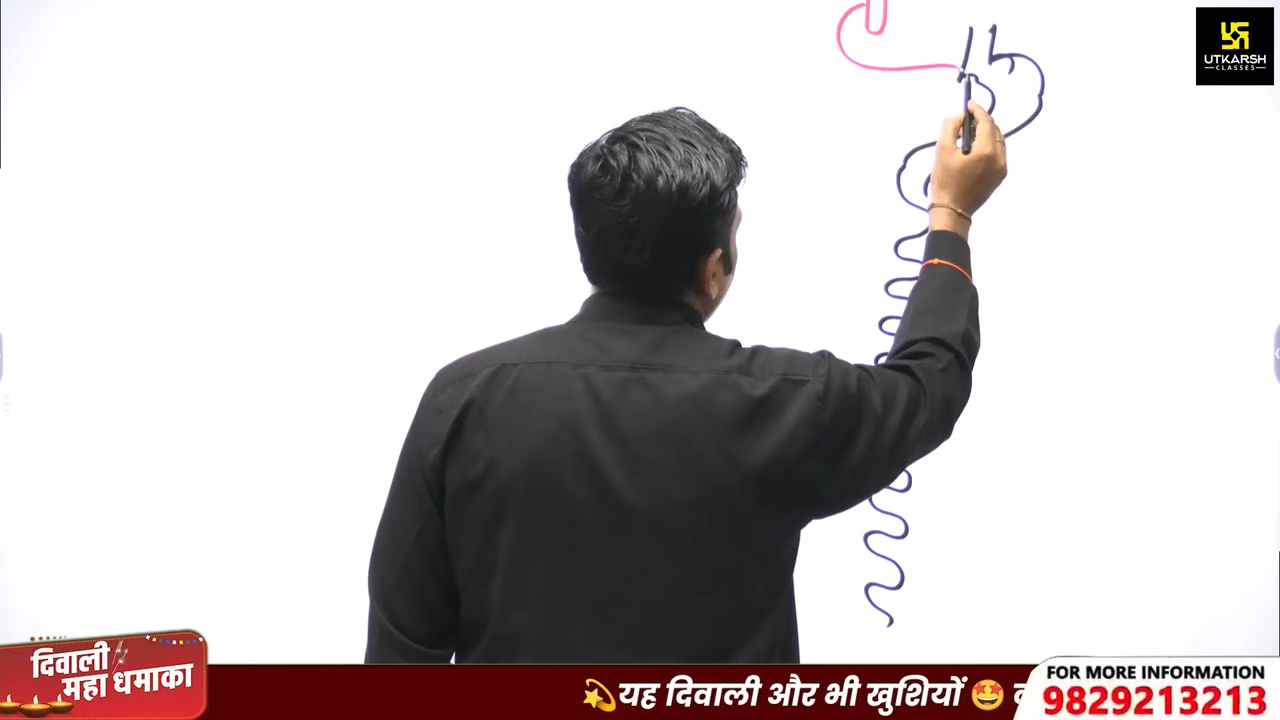 UTKARSH
CLASSES
दिवाली
महा धमाका
💫यह दिवाली और भी खुशियों 🤩
FOR MORE INFORMATION
9829213213